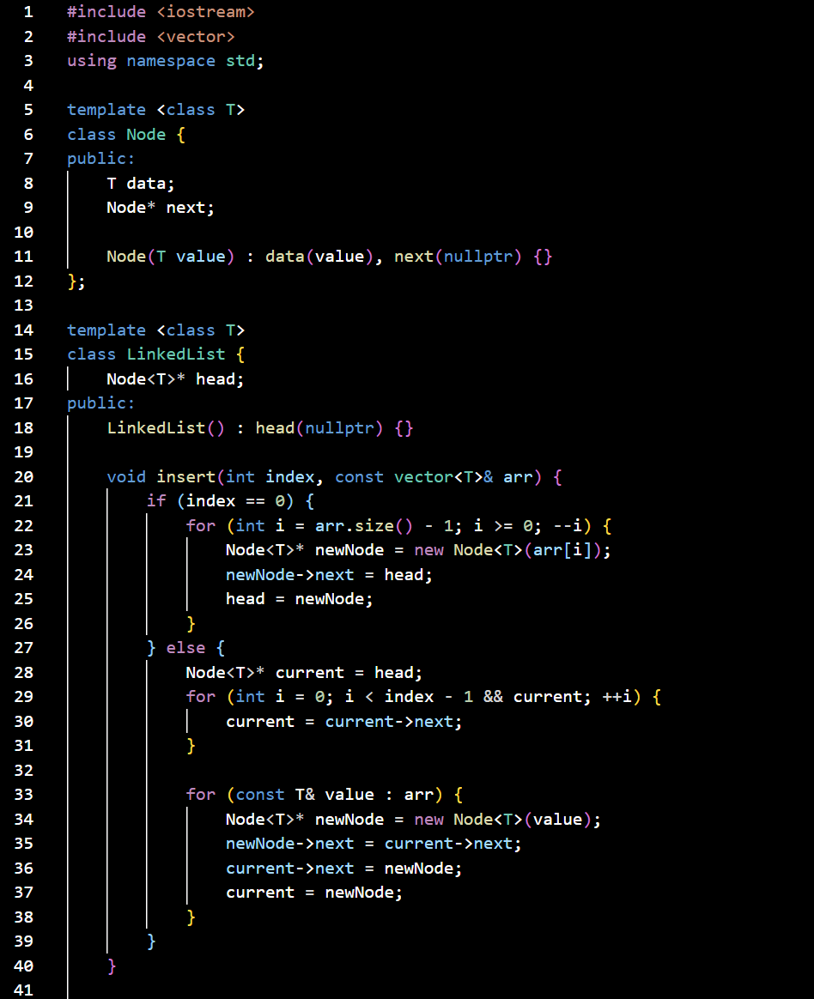 1 #include <iostream>
2 #include <vector>
3 using namespace std;
4
5 template <class T>
6 class Node {
7 public:
8     T data;
9     Node* next;
10
11     Node(T value) : data(value), next(nullptr) {}
12 };
13
14 template <class T>
15 class LinkedList {
16     Node<T>* head;
17 public:
18     LinkedList() : head(nullptr) {}
19
20     void insert(int index, const vector<T>& arr) {
21         if (index == 0) {
22             for (int i = arr.size() - 1; i >= 0; --i) {
23                 Node<T>* newNode = new Node<T>(arr[i]);
24                 newNode->next = head;
25                 head = newNode;
26             }
27         } else {
28             Node<T>* current = head;
29             for (int i = 0; i < index - 1 && current; ++i) {
30                 current = current->next;
31             }
32
33             for (const T& value : arr) {
34                 Node<T>* newNode = new Node<T>(value);
35                 newNode->next = current->next;
36                 current->next = newNode;
37                 current = newNode;
38             }
39         }
40     }
41